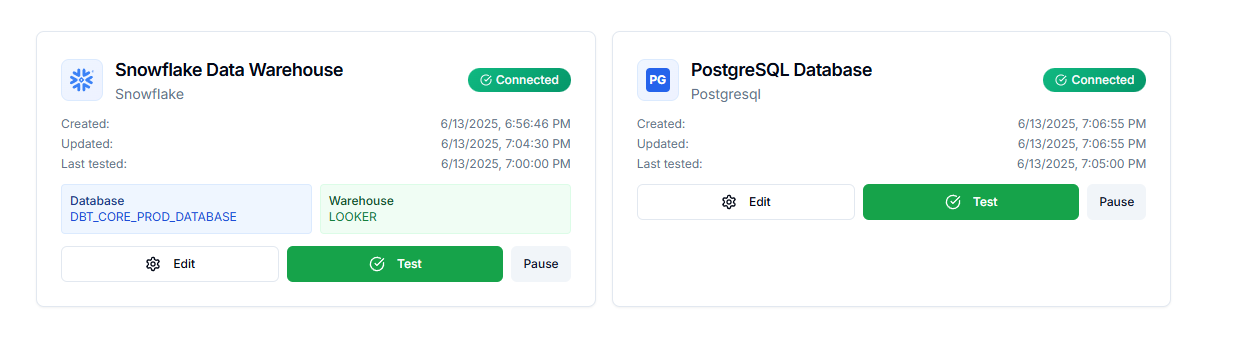 Snowflake Data Warehouse
Snowflake
Connected
Created: 6/13/2025, 6:56:46 PM
Updated: 6/13/2025, 7:04:30 PM
Last tested: 6/13/2025, 7:00:00 PM
Database
DBT_CORE_PROD_DATABASE
Warehouse
LOOKER
Edit
Test
Pause
PG
PostgreSQL Database
Postgresql
Connected
Created: 6/13/2025, 7:06:55 PM
Updated: 6/13/2025, 7:06:55 PM
Last tested: 6/13/2025, 7:05:00 PM
Edit
Test
Pause